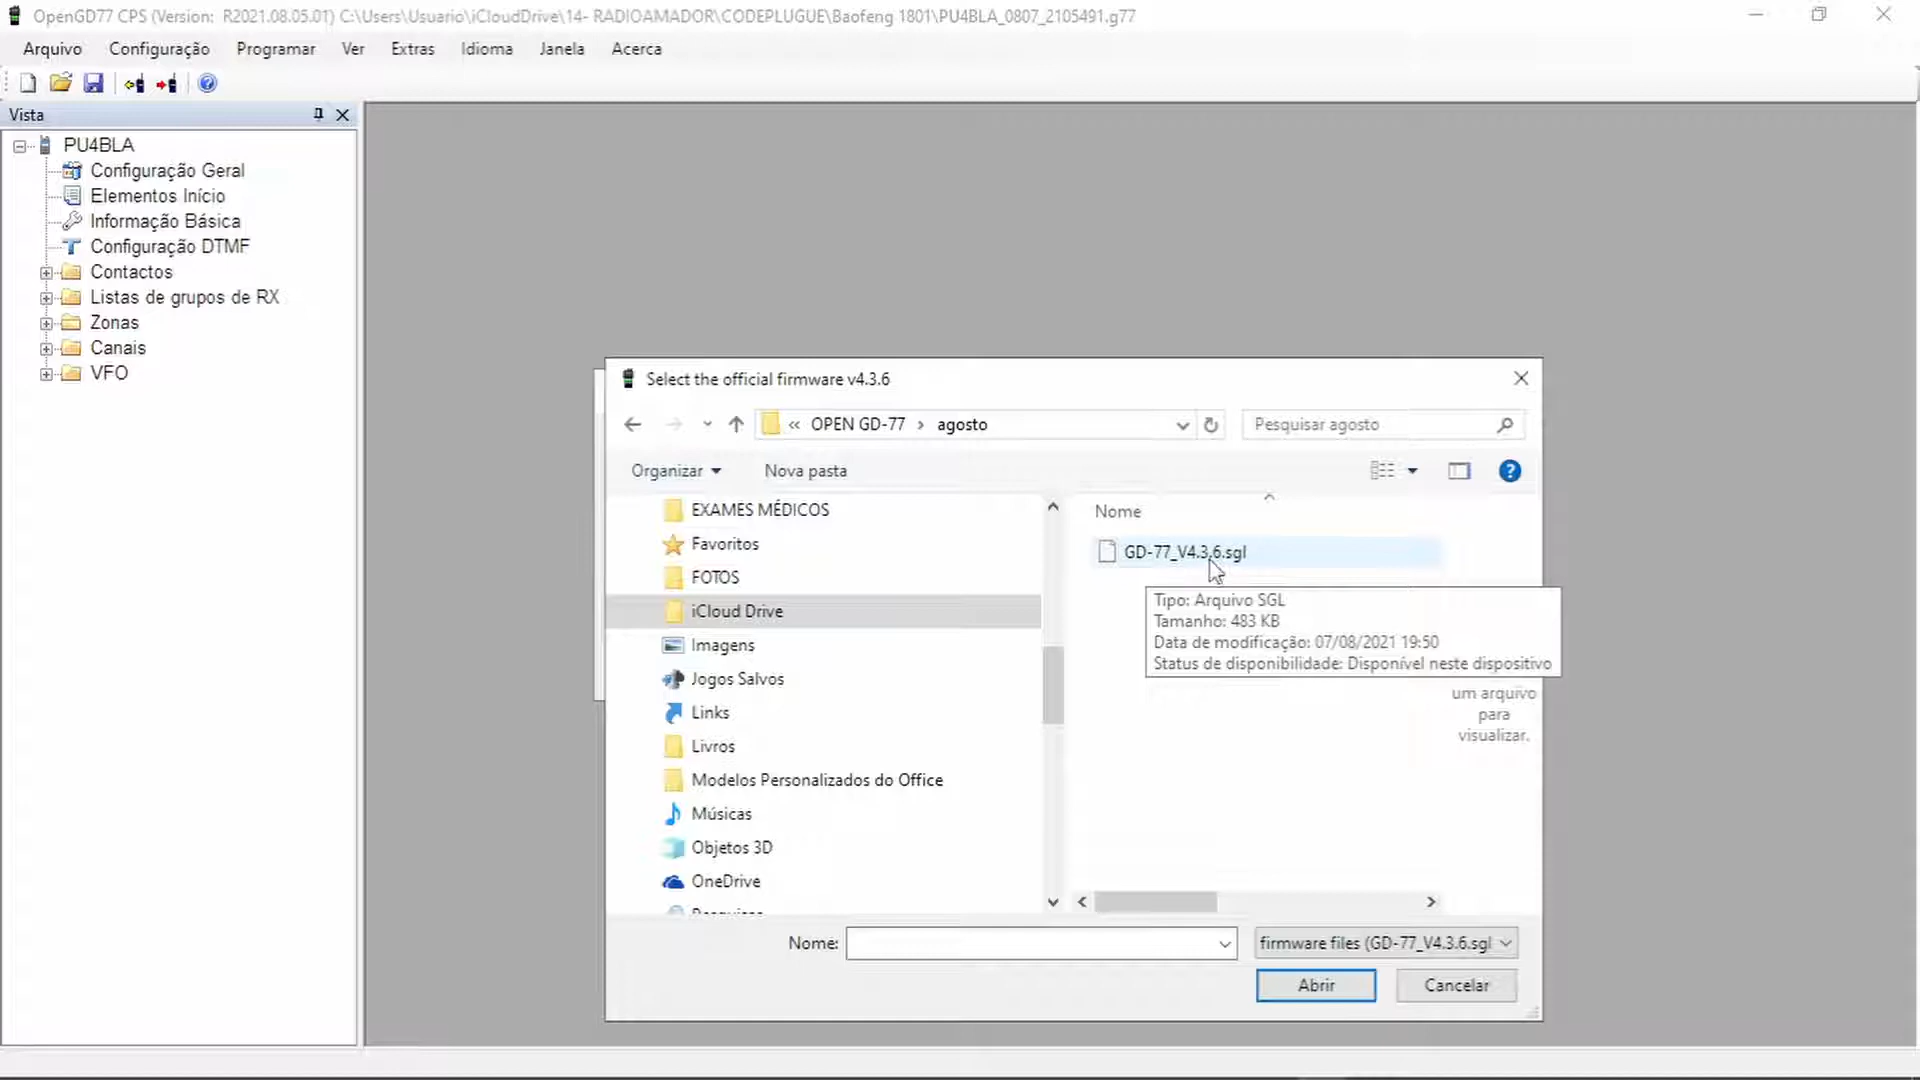 OpenGD77 CPS (Version: R2021.08.05.01) C:\Users\Usuario\iCloudDrive\14- RADIOAMADOR\CODEPLUGUE\Baofeng 1801\PU4BLA_0807_2105491.g77
Arquivo Configuração Programar Ver Extras Idioma Janela Acerca
Vista
PU4BLA
Configuração Geral
Elementos Início
Informação Básica
Configuração DTMF
Contactos
Listas de grupos de RX
Zonas
Canais
VFO
Select the official firmware v4.3.6
« OPEN GD-77 › agosto
Pesquisar agosto
Organizar Nova pasta
EXAMES MÉDICOS
Favoritos
FOTOS
iCloud Drive
Imagens
Jogos Salvos
Links
Livros
Modelos Personalizados do Office
Músicas
Objetos 3D
OneDrive
Nome
GD-77_V4.3.6.sgl
Tipo: Arquivo SGL
Tamanho: 483 KB
Data de modificação: 07/08/2021 19:50
Status de disponibilidade: Disponível neste dispositivo
um arquivo
para
visualizar.
Nome:
firmware files (GD-77_V4.3.6.sgl
Abrir Cancelar